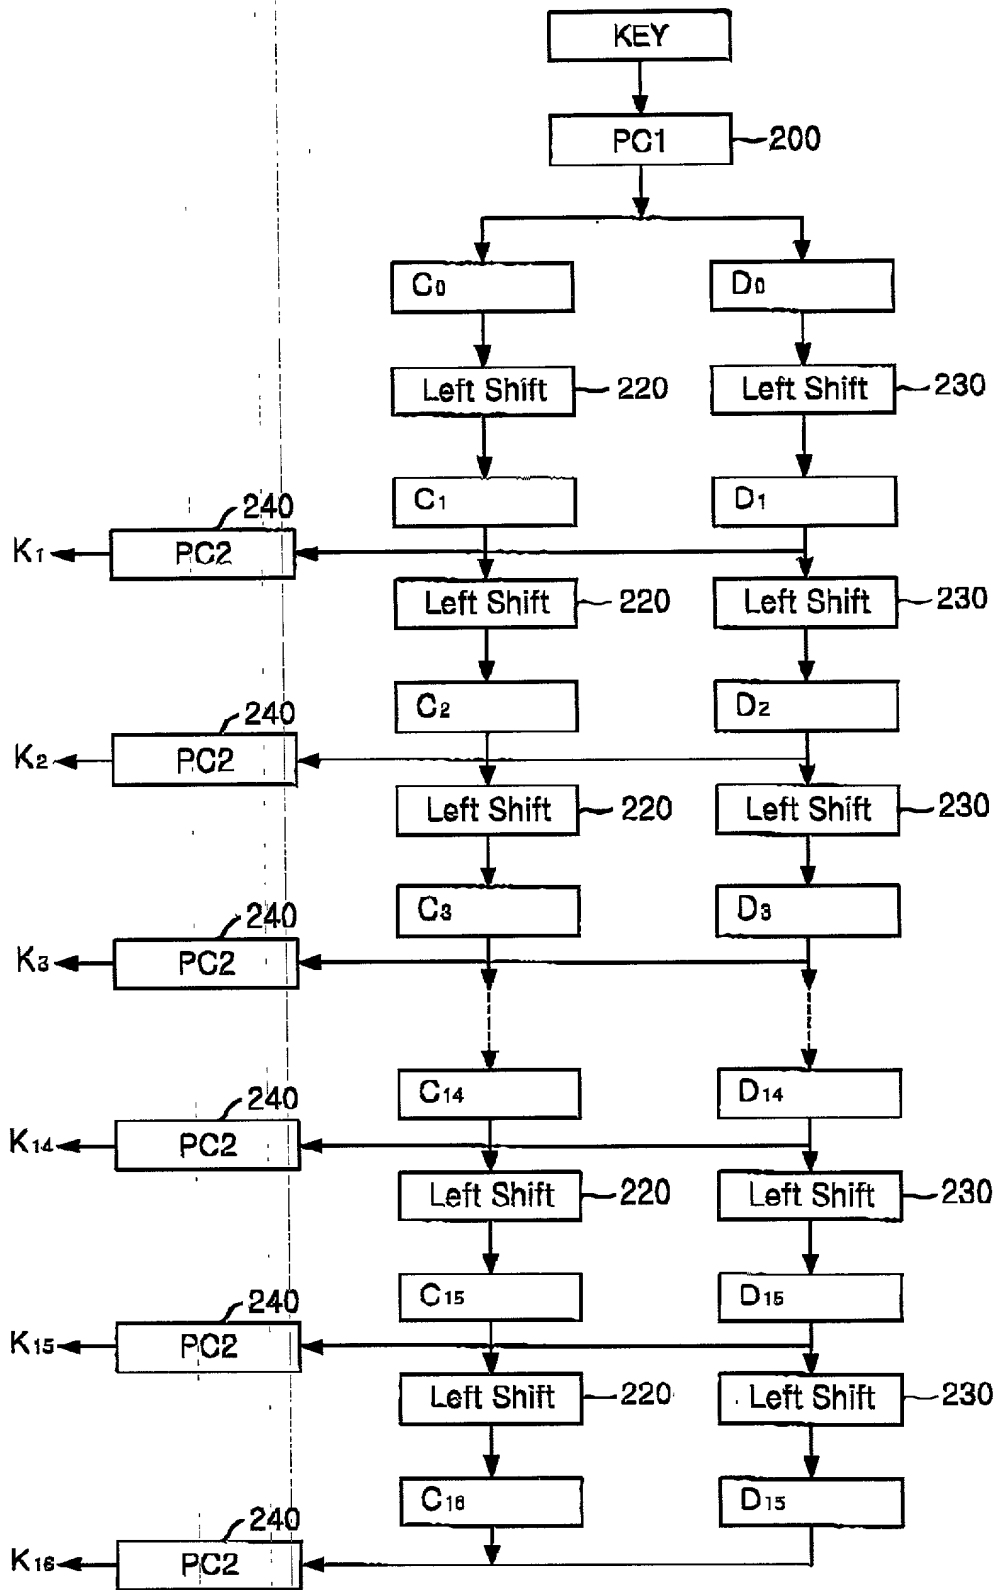 KEY
PC1 200
C0 D0
Left Shift 220 Left Shift 230
C1 D1
240
K1 PC2
Left Shift 220 Left Shift 230
C2 D2
240
K2 PC2
Left Shift 220 Left Shift 230
C3 D3
240
K3 PC2
C14 D14
240
K14 PC2
Left Shift 220 Left Shift 230
C15 D15
240
K15 PC2
Left Shift 220 Left Shift 230
C16 D15
240
K16 PC2